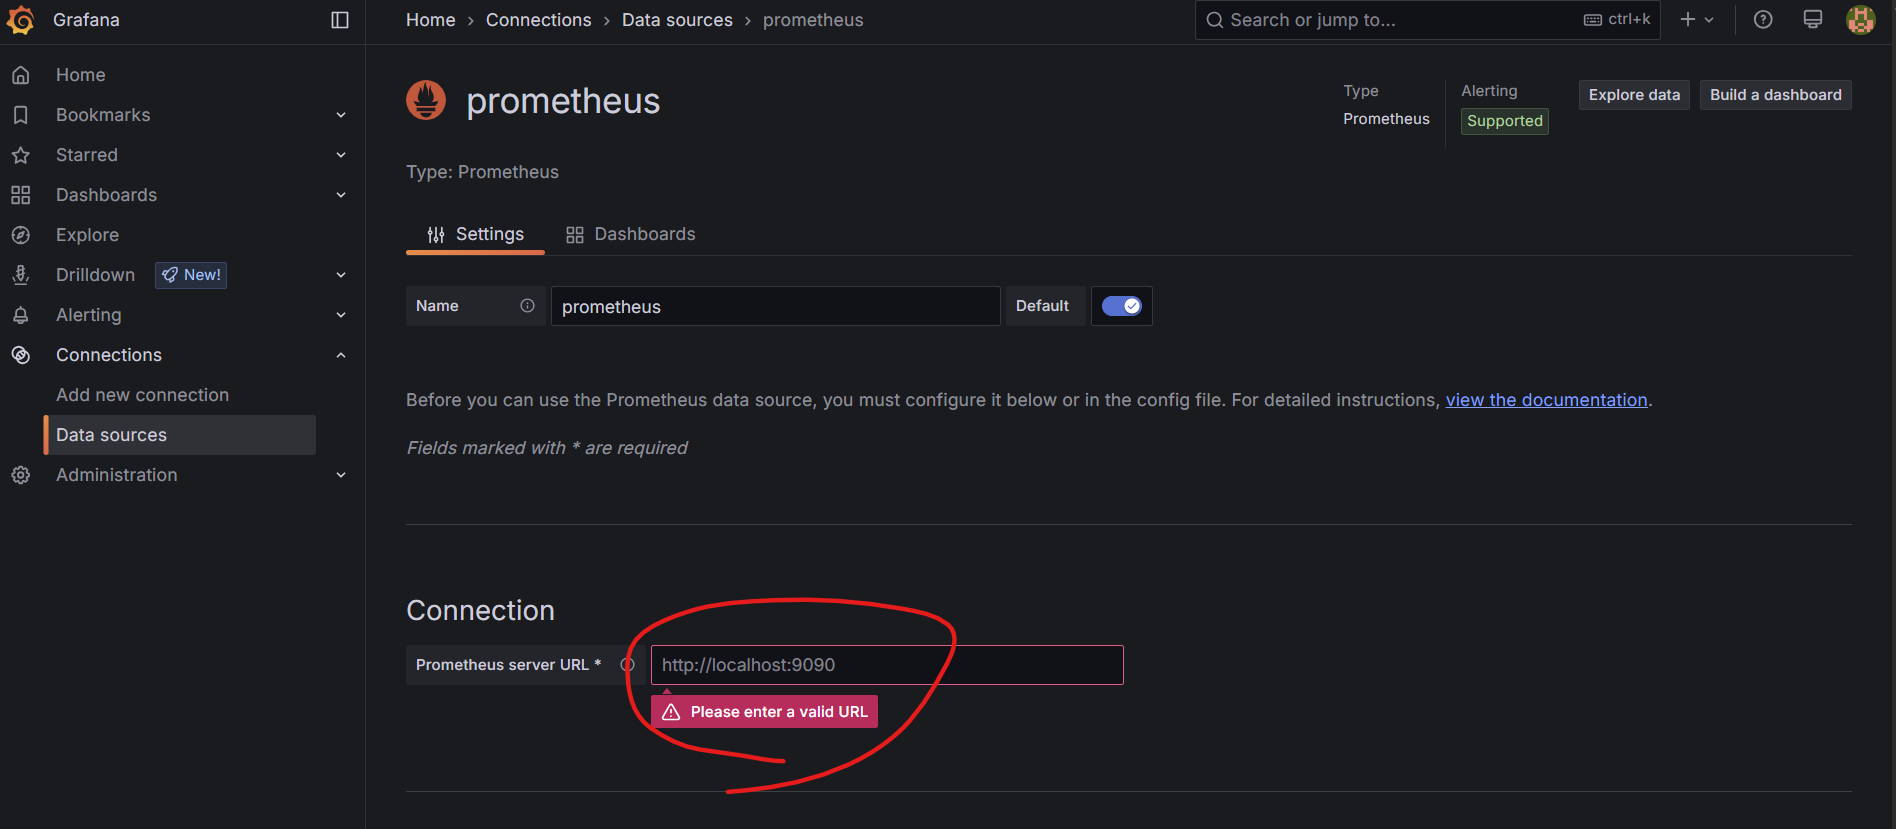 Grafana
Home › Connections › Data sources › prometheus
Search or jump to... ctrl+k
Home
Bookmarks
Starred
Dashboards
Explore
Drilldown New!
Alerting
Connections
Add new connection
Data sources
Administration
prometheus
Type
Prometheus
Alerting
Supported
Explore data
Build a dashboard
Type: Prometheus
Settings Dashboards
Name prometheus Default
Before you can use the Prometheus data source, you must configure it below or in the config file. For detailed instructions, view the documentation.
Fields marked with * are required
Connection
Prometheus server URL * http://localhost:9090
Please enter a valid URL